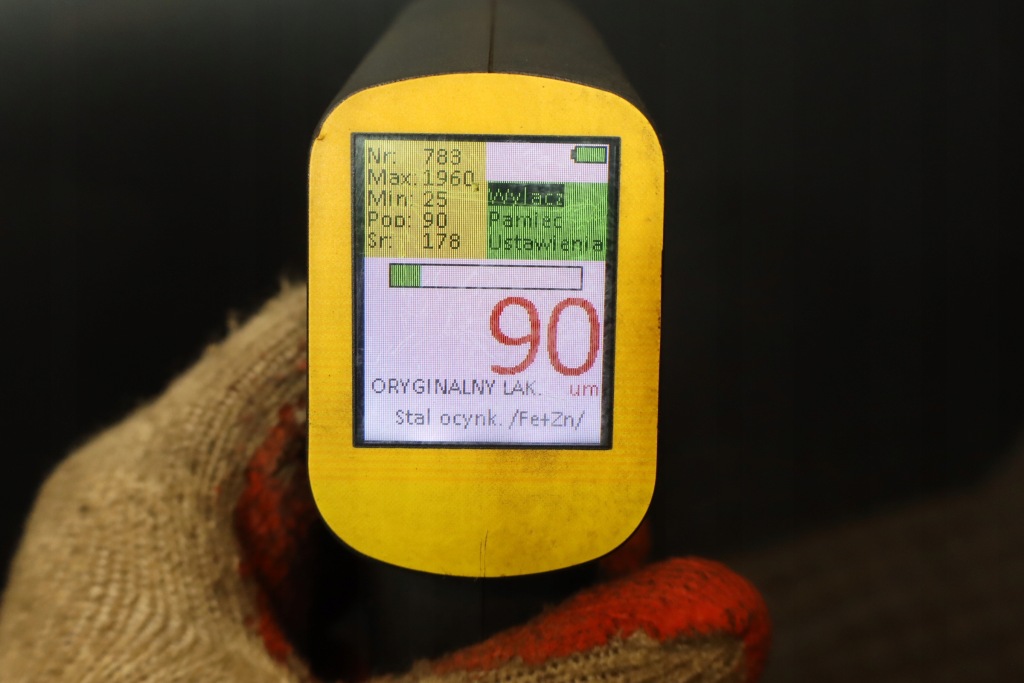 Nr: 783
Max: 1960
Min: 25
Pop: 90
Sr: 178
Wylacz
Pamiec
Ustawienia
90
ORYGINALNY LAK. um
Stal ocynk. /Fe+Zn/